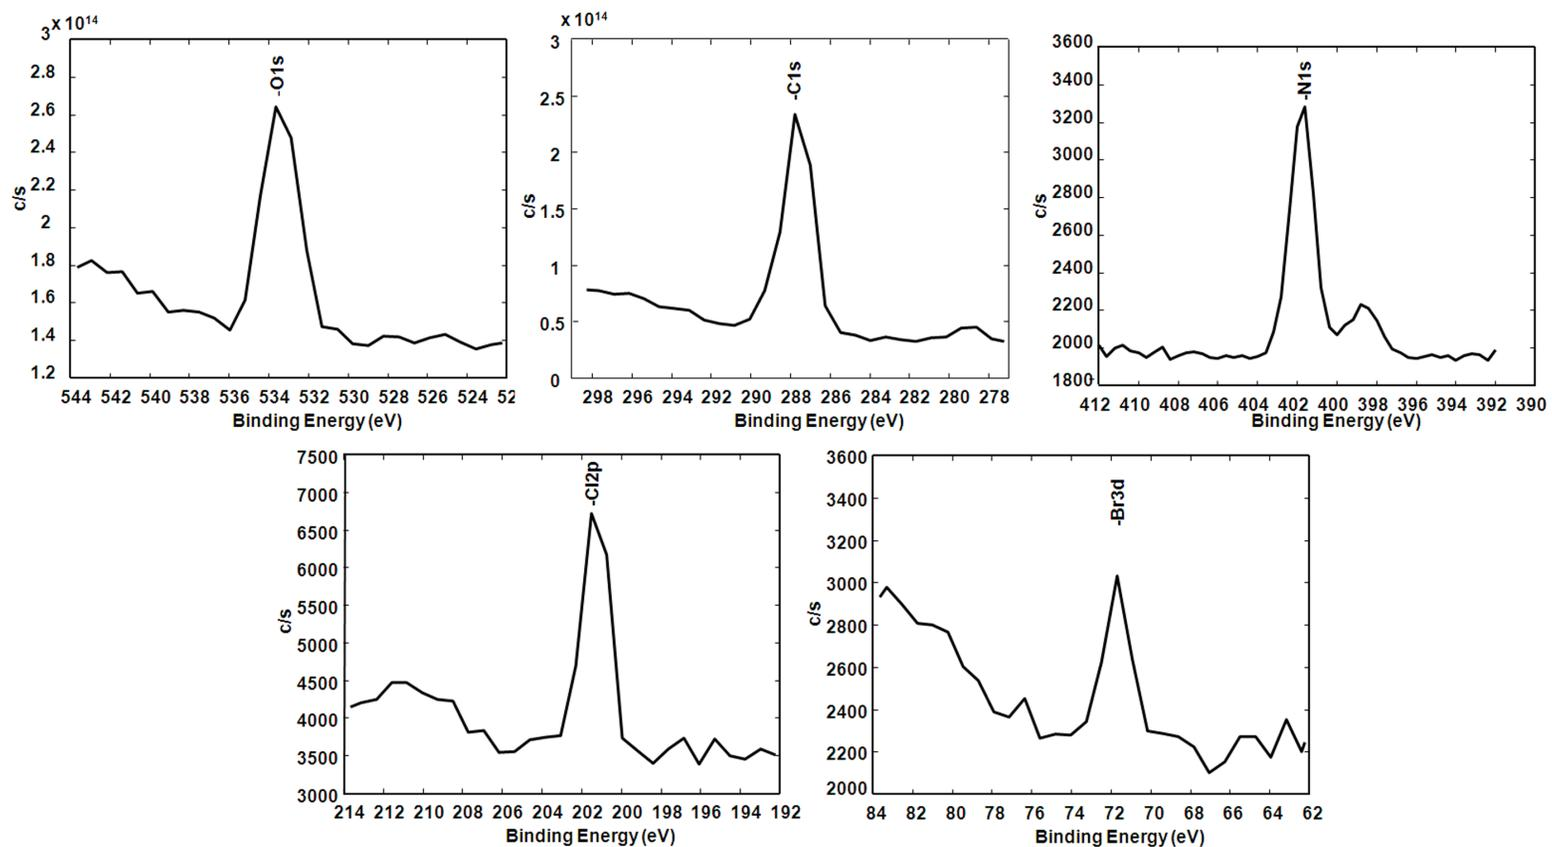 3 x 10¹⁴
2.8
2.6
2.4
2.2
2
1.8
1.6
1.4
1.2
c/s
-O1s
544 542 540 538 536 534 532 530 528 526 524 52
Binding Energy (eV)
x 10¹⁴
3
2.5
2
1.5
1
0.5
0
c/s
-C1s
298 296 294 292 290 288 286 284 282 280 278
Binding Energy (eV)
3600
3400
3200
3000
2800
2600
2400
2200
2000
1800
c/s
-N1s
412 410 408 406 404 402 400 398 396 394 392 390
Binding Energy (eV)
7500
7000
6500
6000
5500
5000
4500
4000
3500
3000
c/s
-Cl2p
214 212 210 208 206 204 202 200 198 196 194 192
Binding Energy (eV)
3600
3400
3200
3000
2800
2600
2400
2200
2000
c/s
-Br3d
84 82 80 78 76 74 72 70 68 66 64 62
Binding Energy (eV)